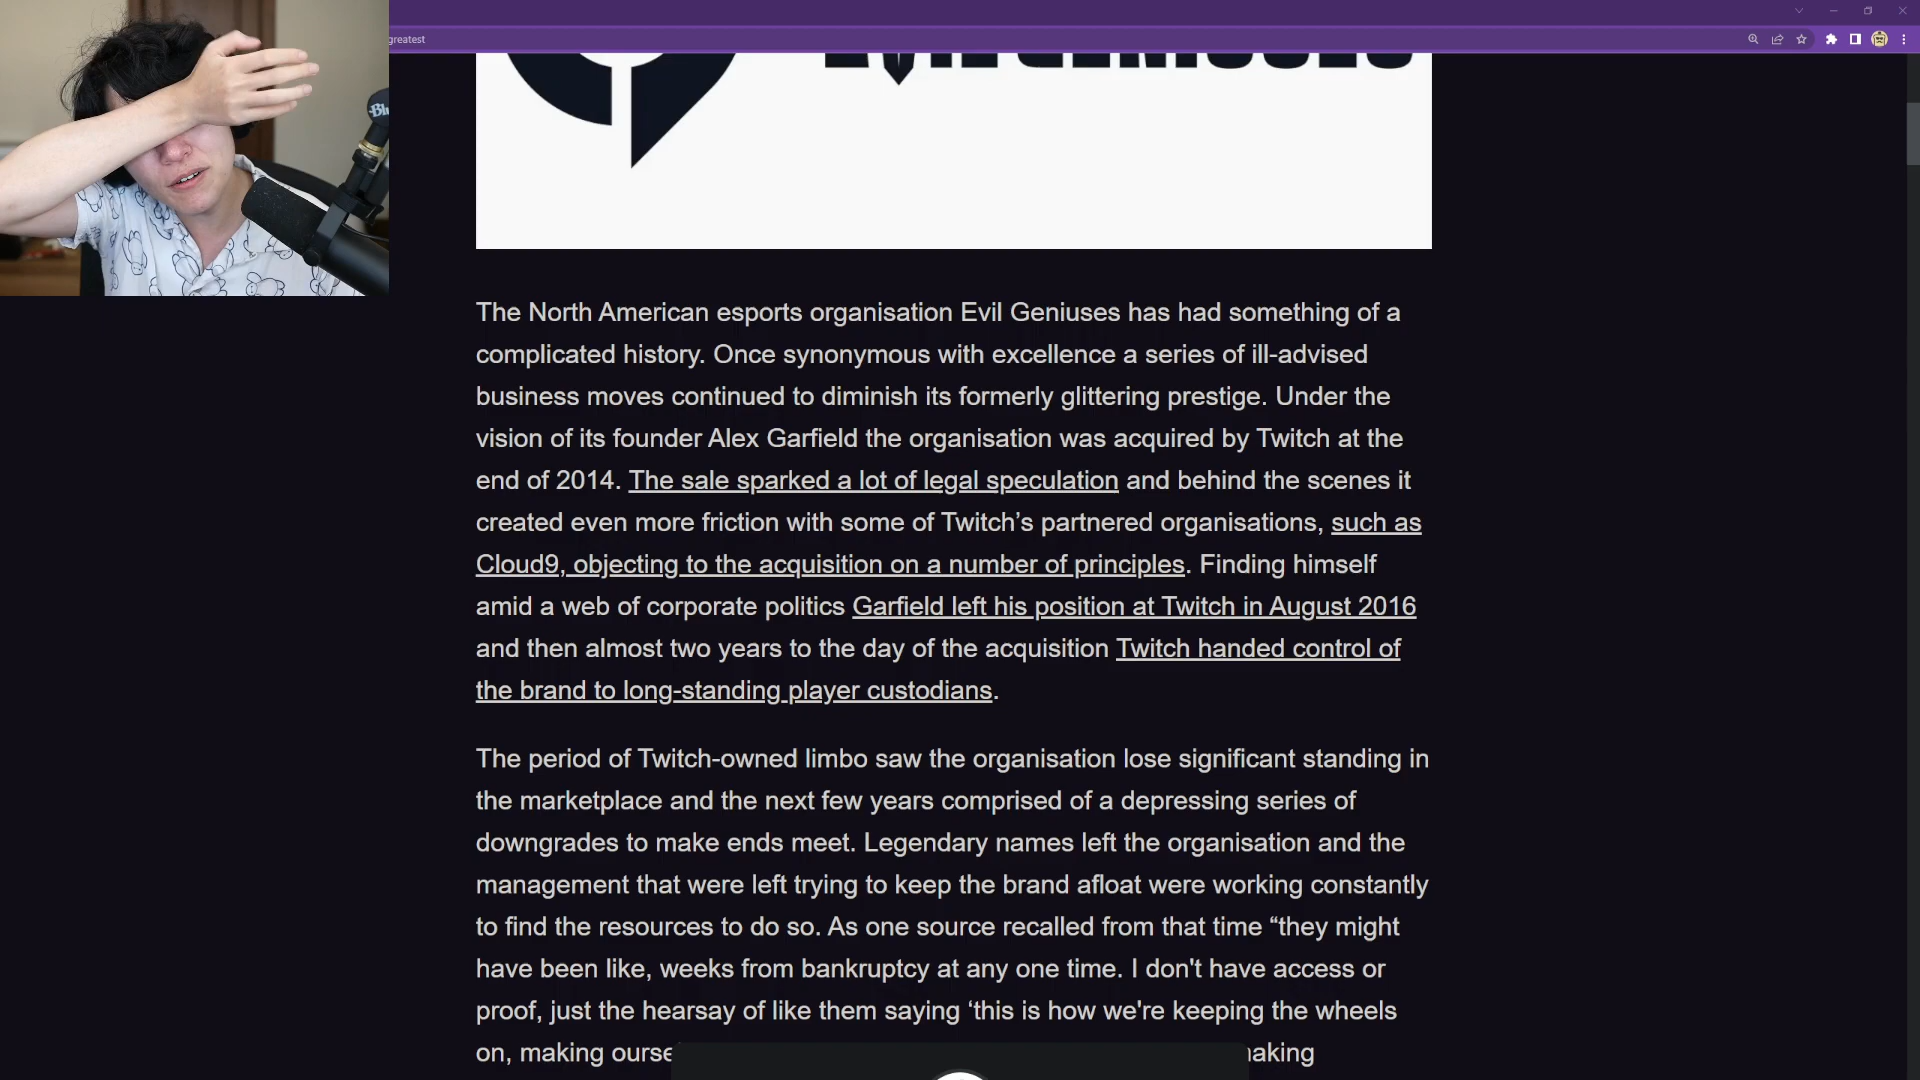 greatest
Blu
EVIL GENIUSES
The North American esports organisation Evil Geniuses has had something of a
complicated history. Once synonymous with excellence a series of ill-advised
business moves continued to diminish its formerly glittering prestige. Under the
vision of its founder Alex Garfield the organisation was acquired by Twitch at the
end of 2014. The sale sparked a lot of legal speculation and behind the scenes it
created even more friction with some of Twitch’s partnered organisations, such as
Cloud9, objecting to the acquisition on a number of principles. Finding himself
amid a web of corporate politics Garfield left his position at Twitch in August 2016
and then almost two years to the day of the acquisition Twitch handed control of
the brand to long-standing player custodians.
The period of Twitch-owned limbo saw the organisation lose significant standing in
the marketplace and the next few years comprised of a depressing series of
downgrades to make ends meet. Legendary names left the organisation and the
management that were left trying to keep the brand afloat were working constantly
to find the resources to do so. As one source recalled from that time “they might
have been like, weeks from bankruptcy at any one time. I don't have access or
proof, just the hearsay of like them saying ‘this is how we're keeping the wheels
on, making ourse aking